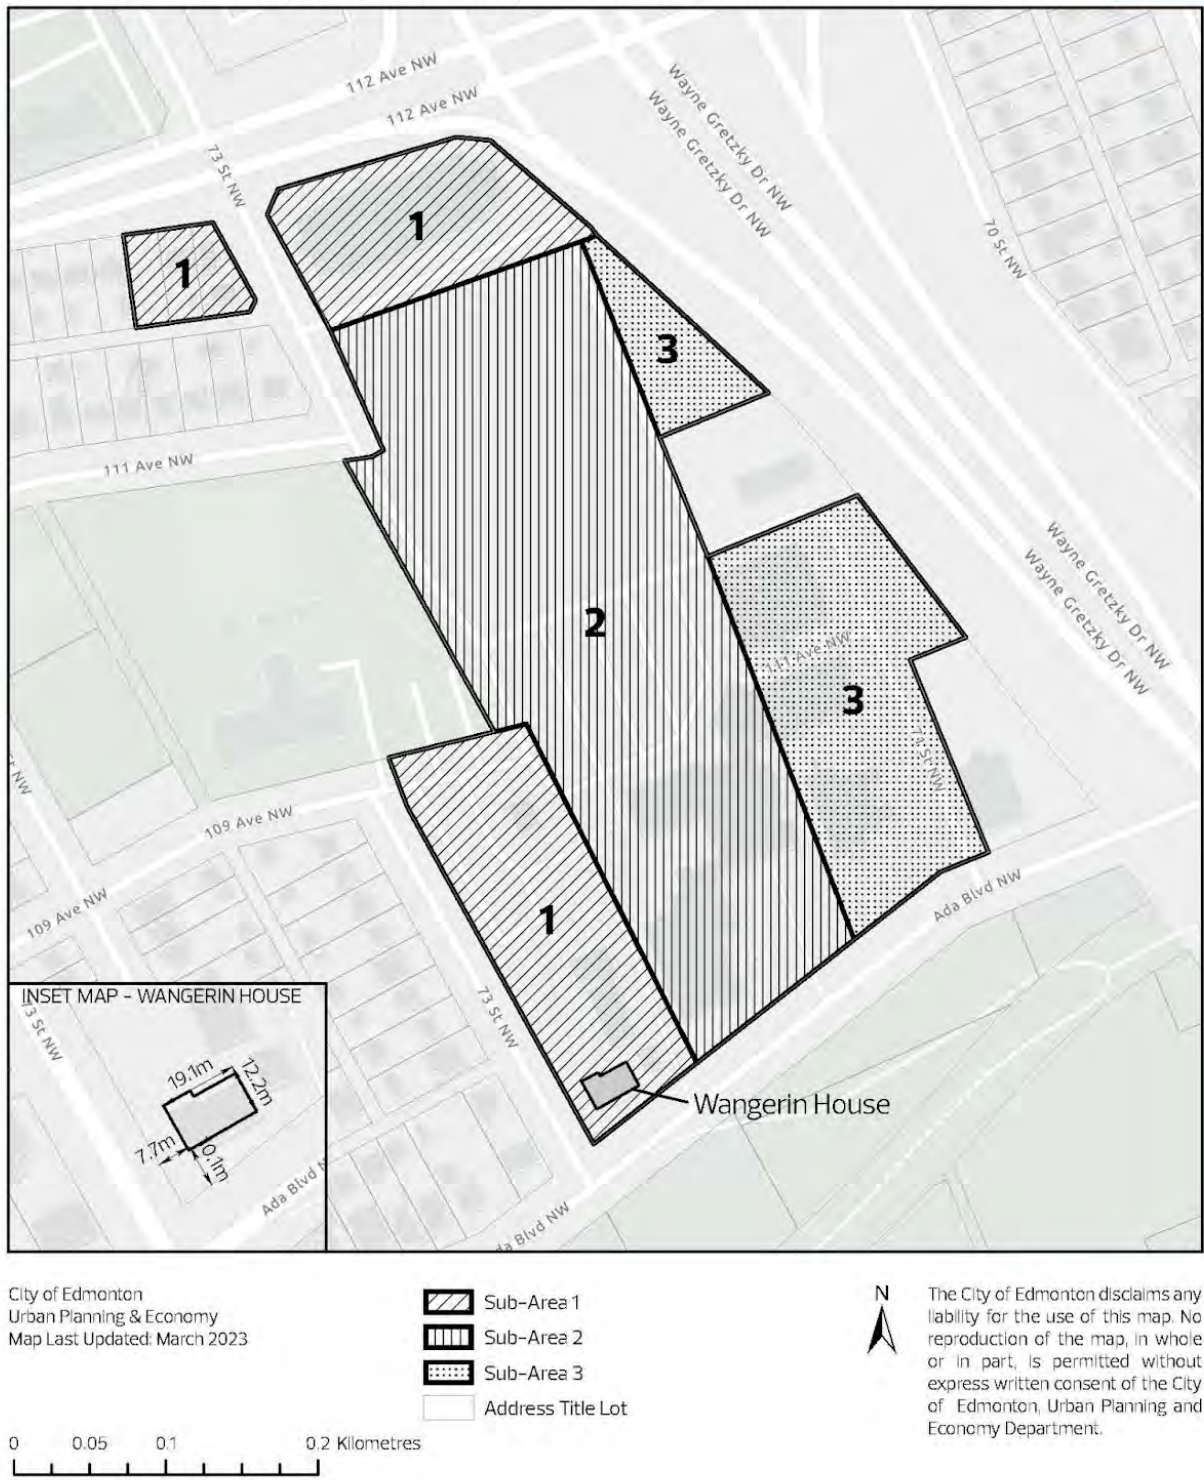 112 Ave NW
112 Ave NW
Wayne Gretzky Dr NW
Wayne Gretzky Dr NW
73 St NW
70 St NW
1
1
3
111 Ave NW
Wayne Gretzky Dr NW
Wayne Gretzky Dr NW
2
111 Ave NW
3
71 St NW
St NW
109 Ave NW
109 Ave NW
1
Ada Blvd NW
INSET MAP - WANGERIN HOUSE
73 St NW
73 St NW
19.1m
12.2m
7.7m
0.1m
Wangerin House
Ada Blvd N
da Blvd NW
City of Edmonton
Urban Planning & Economy
Map Last Updated: March 2023
Sub-Area 1
Sub-Area 2
Sub-Area 3
Address Title Lot
N
The City of Edmonton disclaims any
liability for the use of this map. No
reproduction of the map, in whole
or in part, is permitted without
express written consent of the City
of Edmonton, Urban Planning and
Economy Department.
0 0.05 0.1 0.2 Kilometres